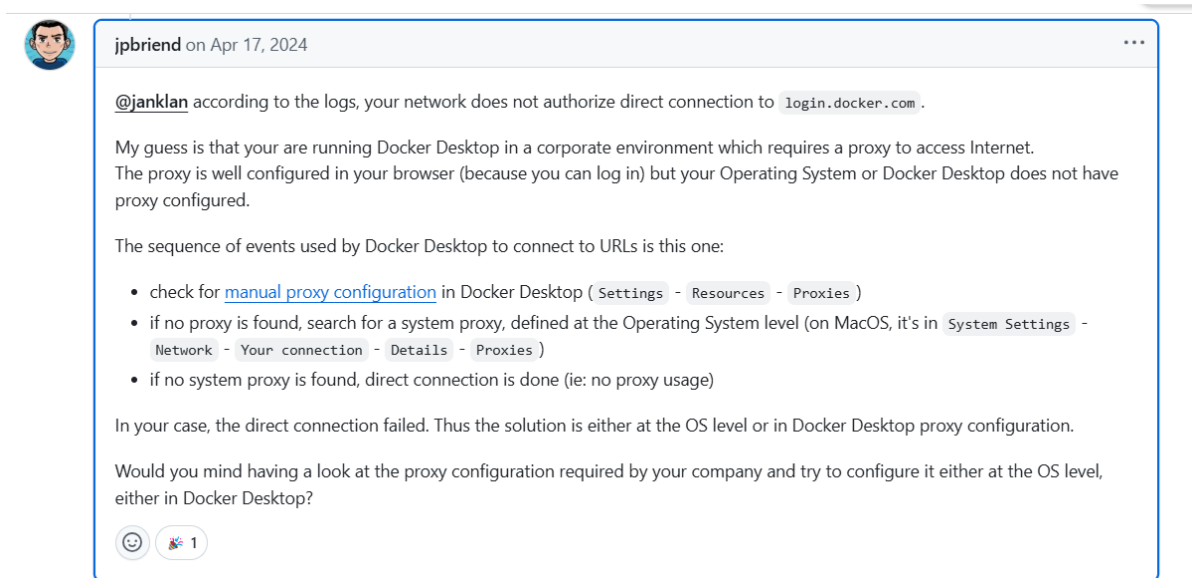 jpbriend on Apr 17, 2024
...
@janklan according to the logs, your network does not authorize direct connection to login.docker.com.
My guess is that your are running Docker Desktop in a corporate environment which requires a proxy to access Internet.
The proxy is well configured in your browser (because you can log in) but your Operating System or Docker Desktop does not have
proxy configured.
The sequence of events used by Docker Desktop to connect to URLs is this one:
• check for manual proxy configuration in Docker Desktop ( Settings - Resources - Proxies )
• if no proxy is found, search for a system proxy, defined at the Operating System level (on MacOS, it's in System Settings -
Network - Your connection - Details - Proxies )
• if no system proxy is found, direct connection is done (ie: no proxy usage)
In your case, the direct connection failed. Thus the solution is either at the OS level or in Docker Desktop proxy configuration.
Would you mind having a look at the proxy configuration required by your company and try to configure it either at the OS level,
either in Docker Desktop?
🎉 1